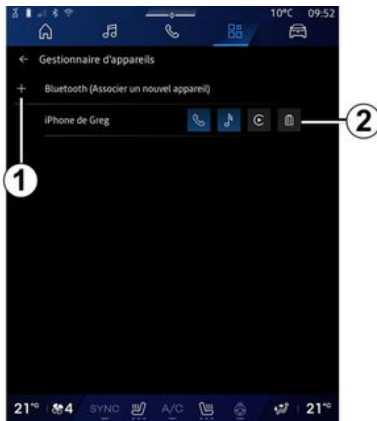 10°C 09:52
Gestionnaire d'appareils
Bluetooth (Associer un nouvel appareil)
iPhone de Greg
1
2
21°° 4 SYNC A/C 21°°